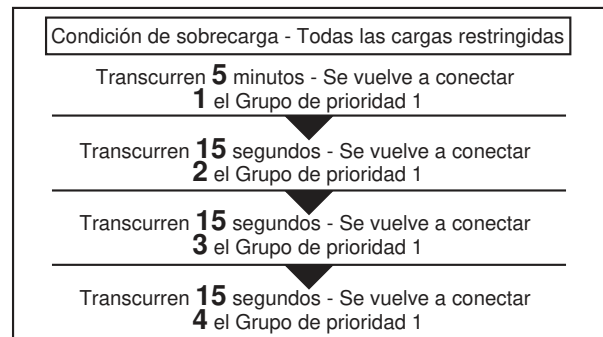 Condición de sobrecarga - Todas las cargas restringidas
Transcurren 5 minutos - Se vuelve a conectar
1 el Grupo de prioridad 1
Transcurren 15 segundos - Se vuelve a conectar
2 el Grupo de prioridad 1
Transcurren 15 segundos - Se vuelve a conectar
3 el Grupo de prioridad 1
Transcurren 15 segundos - Se vuelve a conectar
4 el Grupo de prioridad 1